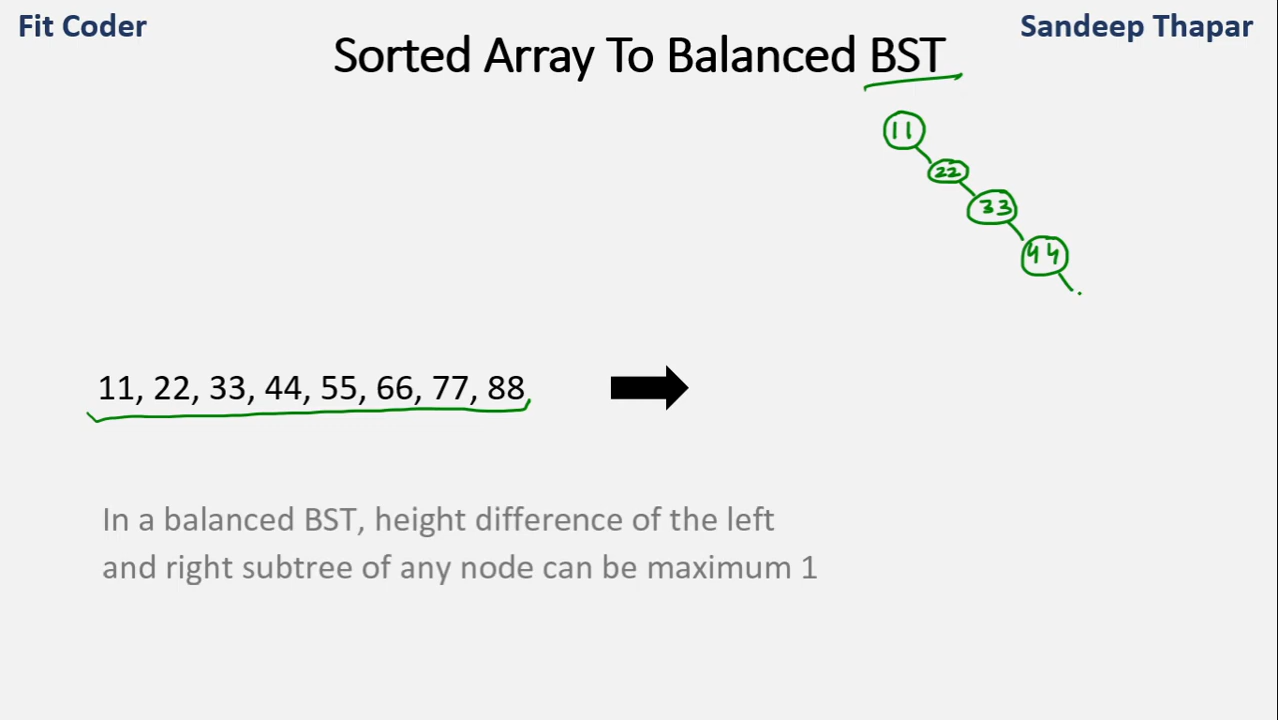 Fit Coder
Sandeep Thapar
Sorted Array To Balanced BST
11
22
33
44
11, 22, 33, 44, 55, 66, 77, 88
In a balanced BST, height difference of the left
and right subtree of any node can be maximum 1